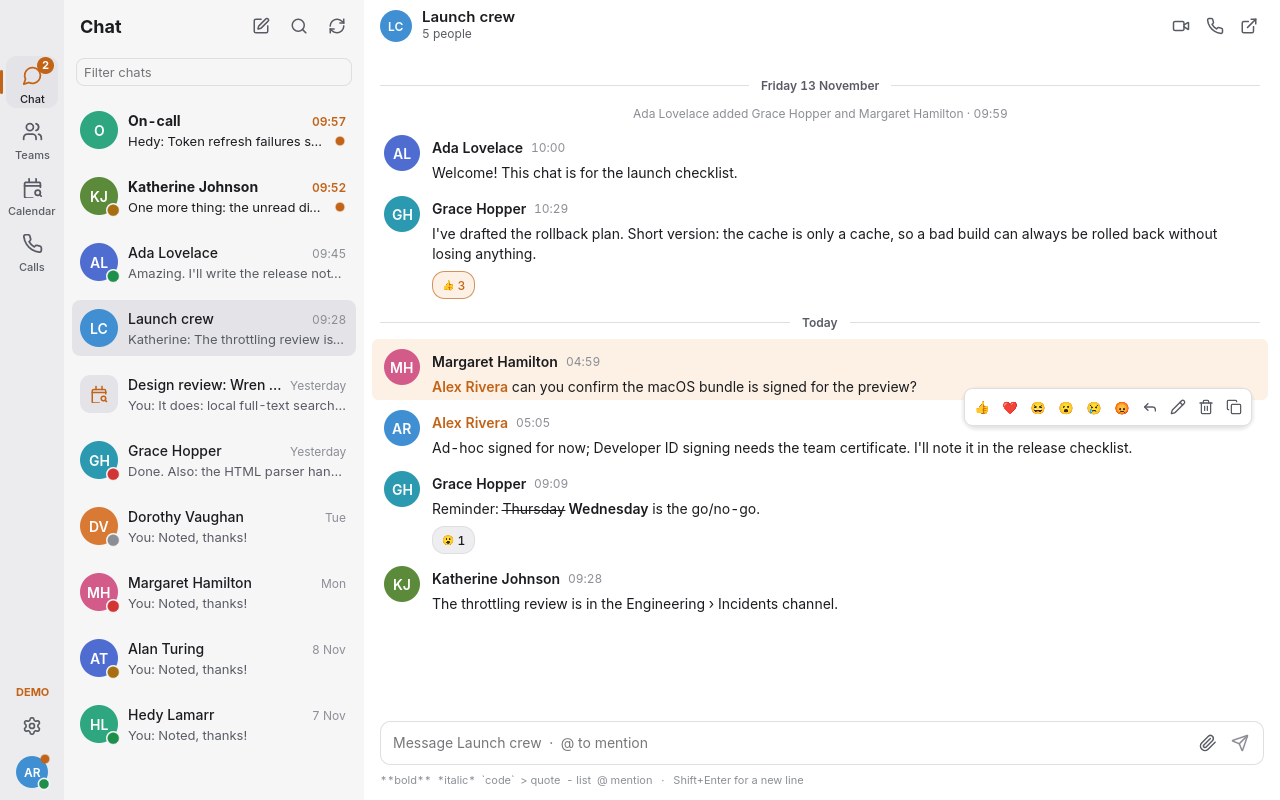 2
Chat
Teams
Calendar
Calls
DEMO
AR
Chat
Filter chats
O
On-call
09:57
Hedy: Token refresh failures s...
KJ
Katherine Johnson
09:52
One more thing: the unread di...
AL
Ada Lovelace
09:45
Amazing. I'll write the release not...
LC
Launch crew
09:28
Katherine: The throttling review is...
Design review: Wren ...
Yesterday
You: It does: local full-text search...
GH
Grace Hopper
Yesterday
Done. Also: the HTML parser han...
DV
Dorothy Vaughan
Tue
You: Noted, thanks!
MH
Margaret Hamilton
Mon
You: Noted, thanks!
AT
Alan Turing
8 Nov
You: Noted, thanks!
HL
Hedy Lamarr
7 Nov
You: Noted, thanks!
LC
Launch crew
5 people
Friday 13 November
Ada Lovelace added Grace Hopper and Margaret Hamilton · 09:59
AL
Ada Lovelace 10:00
Welcome! This chat is for the launch checklist.
GH
Grace Hopper 10:29
I've drafted the rollback plan. Short version: the cache is only a cache, so a bad build can always be rolled back without
losing anything.
👍 3
Today
MH
Margaret Hamilton 04:59
Alex Rivera can you confirm the macOS bundle is signed for the preview?
👍 ❤️ 😆 😮 😢 😡
AR
Alex Rivera 05:05
Ad-hoc signed for now; Developer ID signing needs the team certificate. I'll note it in the release checklist.
GH
Grace Hopper 09:09
Reminder: Thursday Wednesday is the go/no-go.
😮 1
KJ
Katherine Johnson 09:28
The throttling review is in the Engineering › Incidents channel.
Message Launch crew · @ to mention
**bold** *italic* `code` > quote - list @ mention · Shift+Enter for a new line